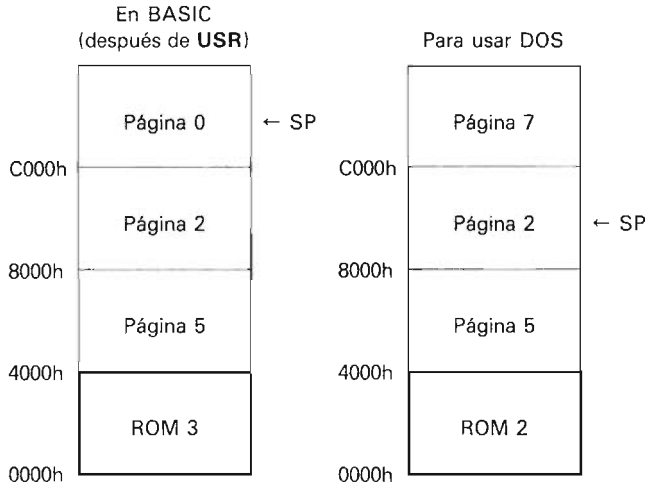 En BASIC
(después de USR)
Página 0
← SP
C000h
Página 2
8000h
Página 5
4000h
ROM 3
0000h
Para usar DOS
Página 7
C000h
Página 2
← SP
8000h
Página 5
4000h
ROM 2
0000h